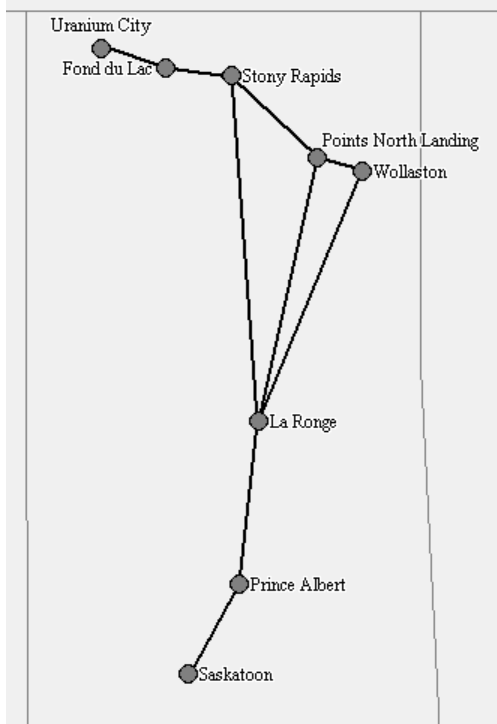 Uranium City
Fond du Lac
Stony Rapids
Points North Landing
Wollaston
La Ronge
Prince Albert
Saskatoon